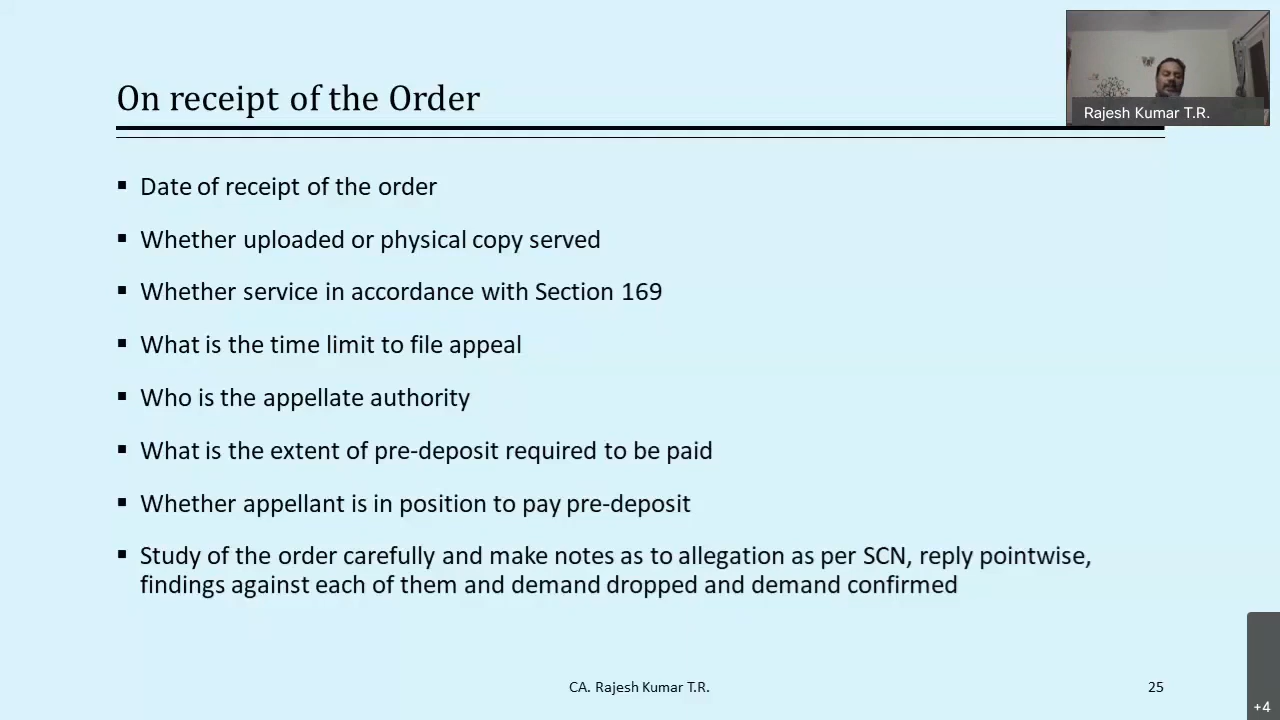 On receipt of the Order
Rajesh Kumar T.R.
▪ Date of receipt of the order
▪ Whether uploaded or physical copy served
▪ Whether service in accordance with Section 169
▪ What is the time limit to file appeal
▪ Who is the appellate authority
▪ What is the extent of pre-deposit required to be paid
▪ Whether appellant is in position to pay pre-deposit
▪ Study of the order carefully and make notes as to allegation as per SCN, reply pointwise,
findings against each of them and demand dropped and demand confirmed
CA. Rajesh Kumar T.R.
25
+4